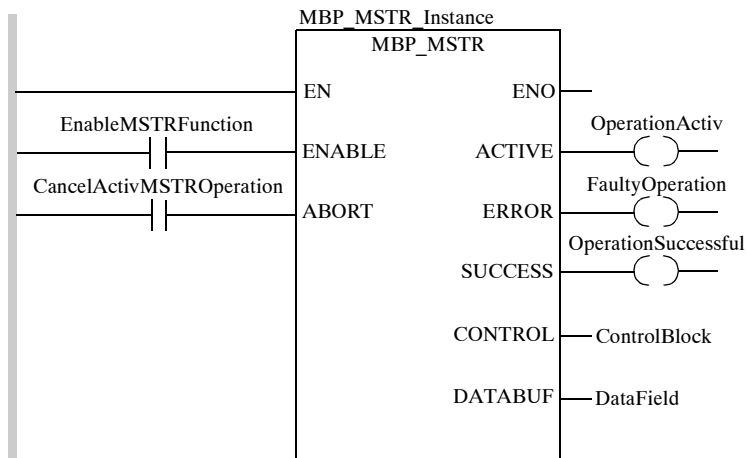 MBP_MSTR_Instance
MBP_MSTR
EN ENO
EnableMSTRFunction OperationActiv
ENABLE ACTIVE
CancelActivMSTROperation FaultyOperation
ABORT ERROR
OperationSuccessful
SUCCESS
CONTROL ControlBlock
DATABUF DataField